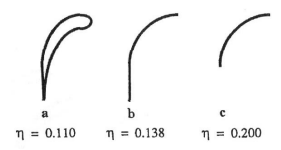 a b c
η = 0.110 η = 0.138 η = 0.200